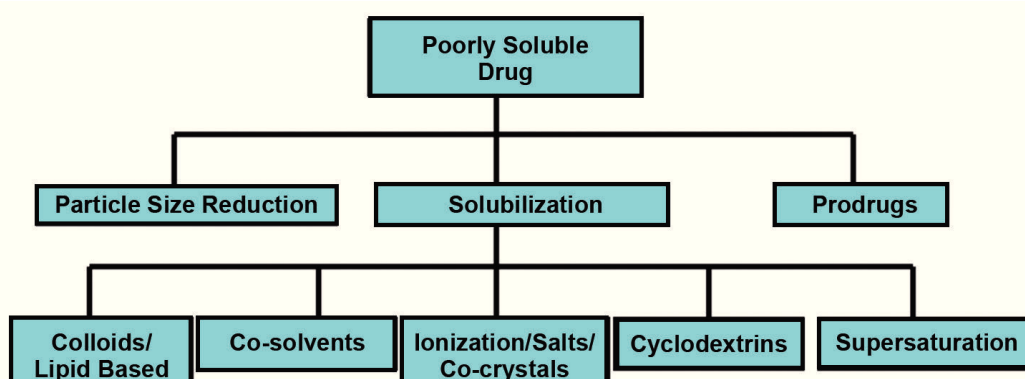 Poorly Soluble
Drug
Particle Size Reduction
Solubilization
Prodrugs
Colloids/
Lipid Based
Co-solvents
Ionization/Salts/
Co-crystals
Cyclodextrins
Supersaturation